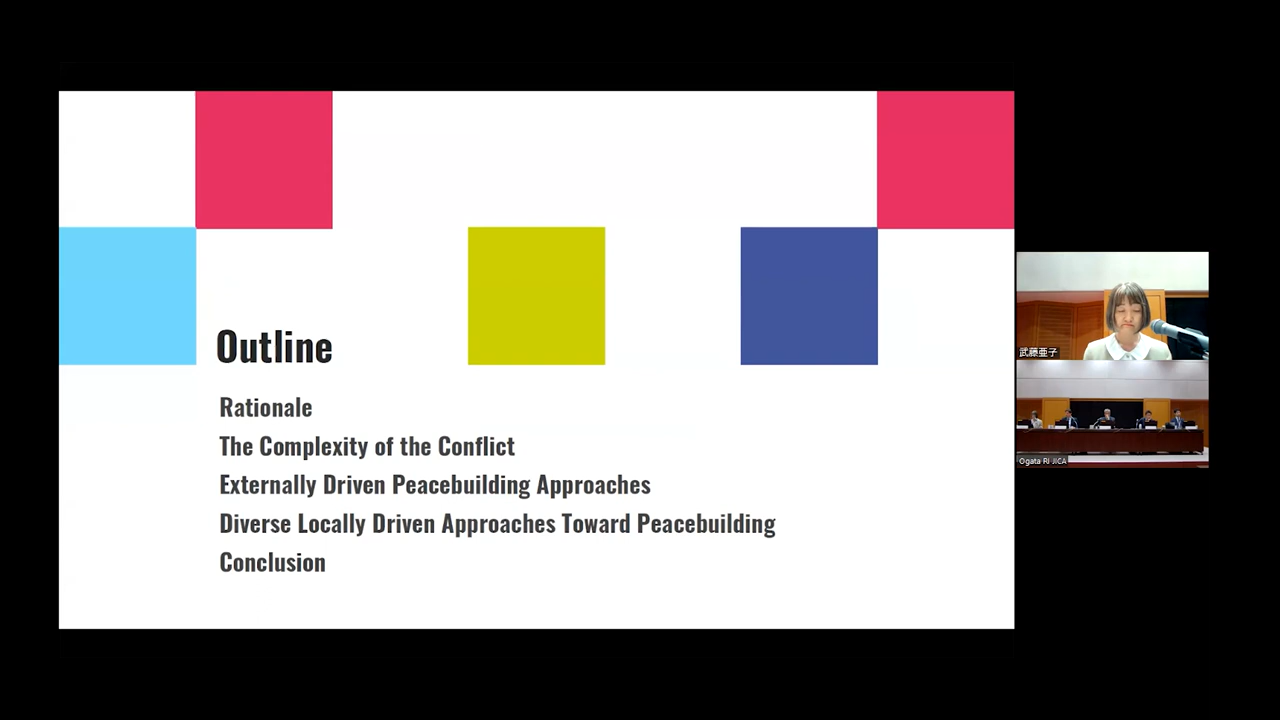 Outline
Rationale
The Complexity of the Conflict
Externally Driven Peacebuilding Approaches
Diverse Locally Driven Approaches Toward Peacebuilding
Conclusion
武藤亜子
Ogata RI JICA